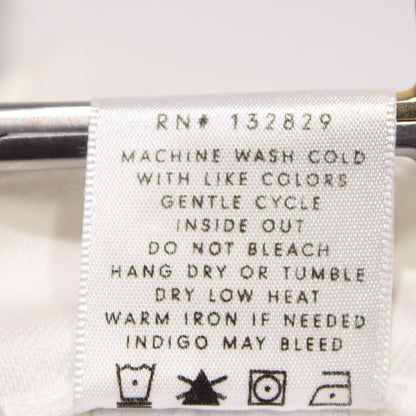 RN# 132829
MACHINE WASH COLD
WITH LIKE COLORS
GENTLE CYCLE
INSIDE OUT
DO NOT BLEACH
HANG DRY OR TUMBLE
DRY LOW HEAT
WARM IRON IF NEEDED
INDIGO MAY BLEED